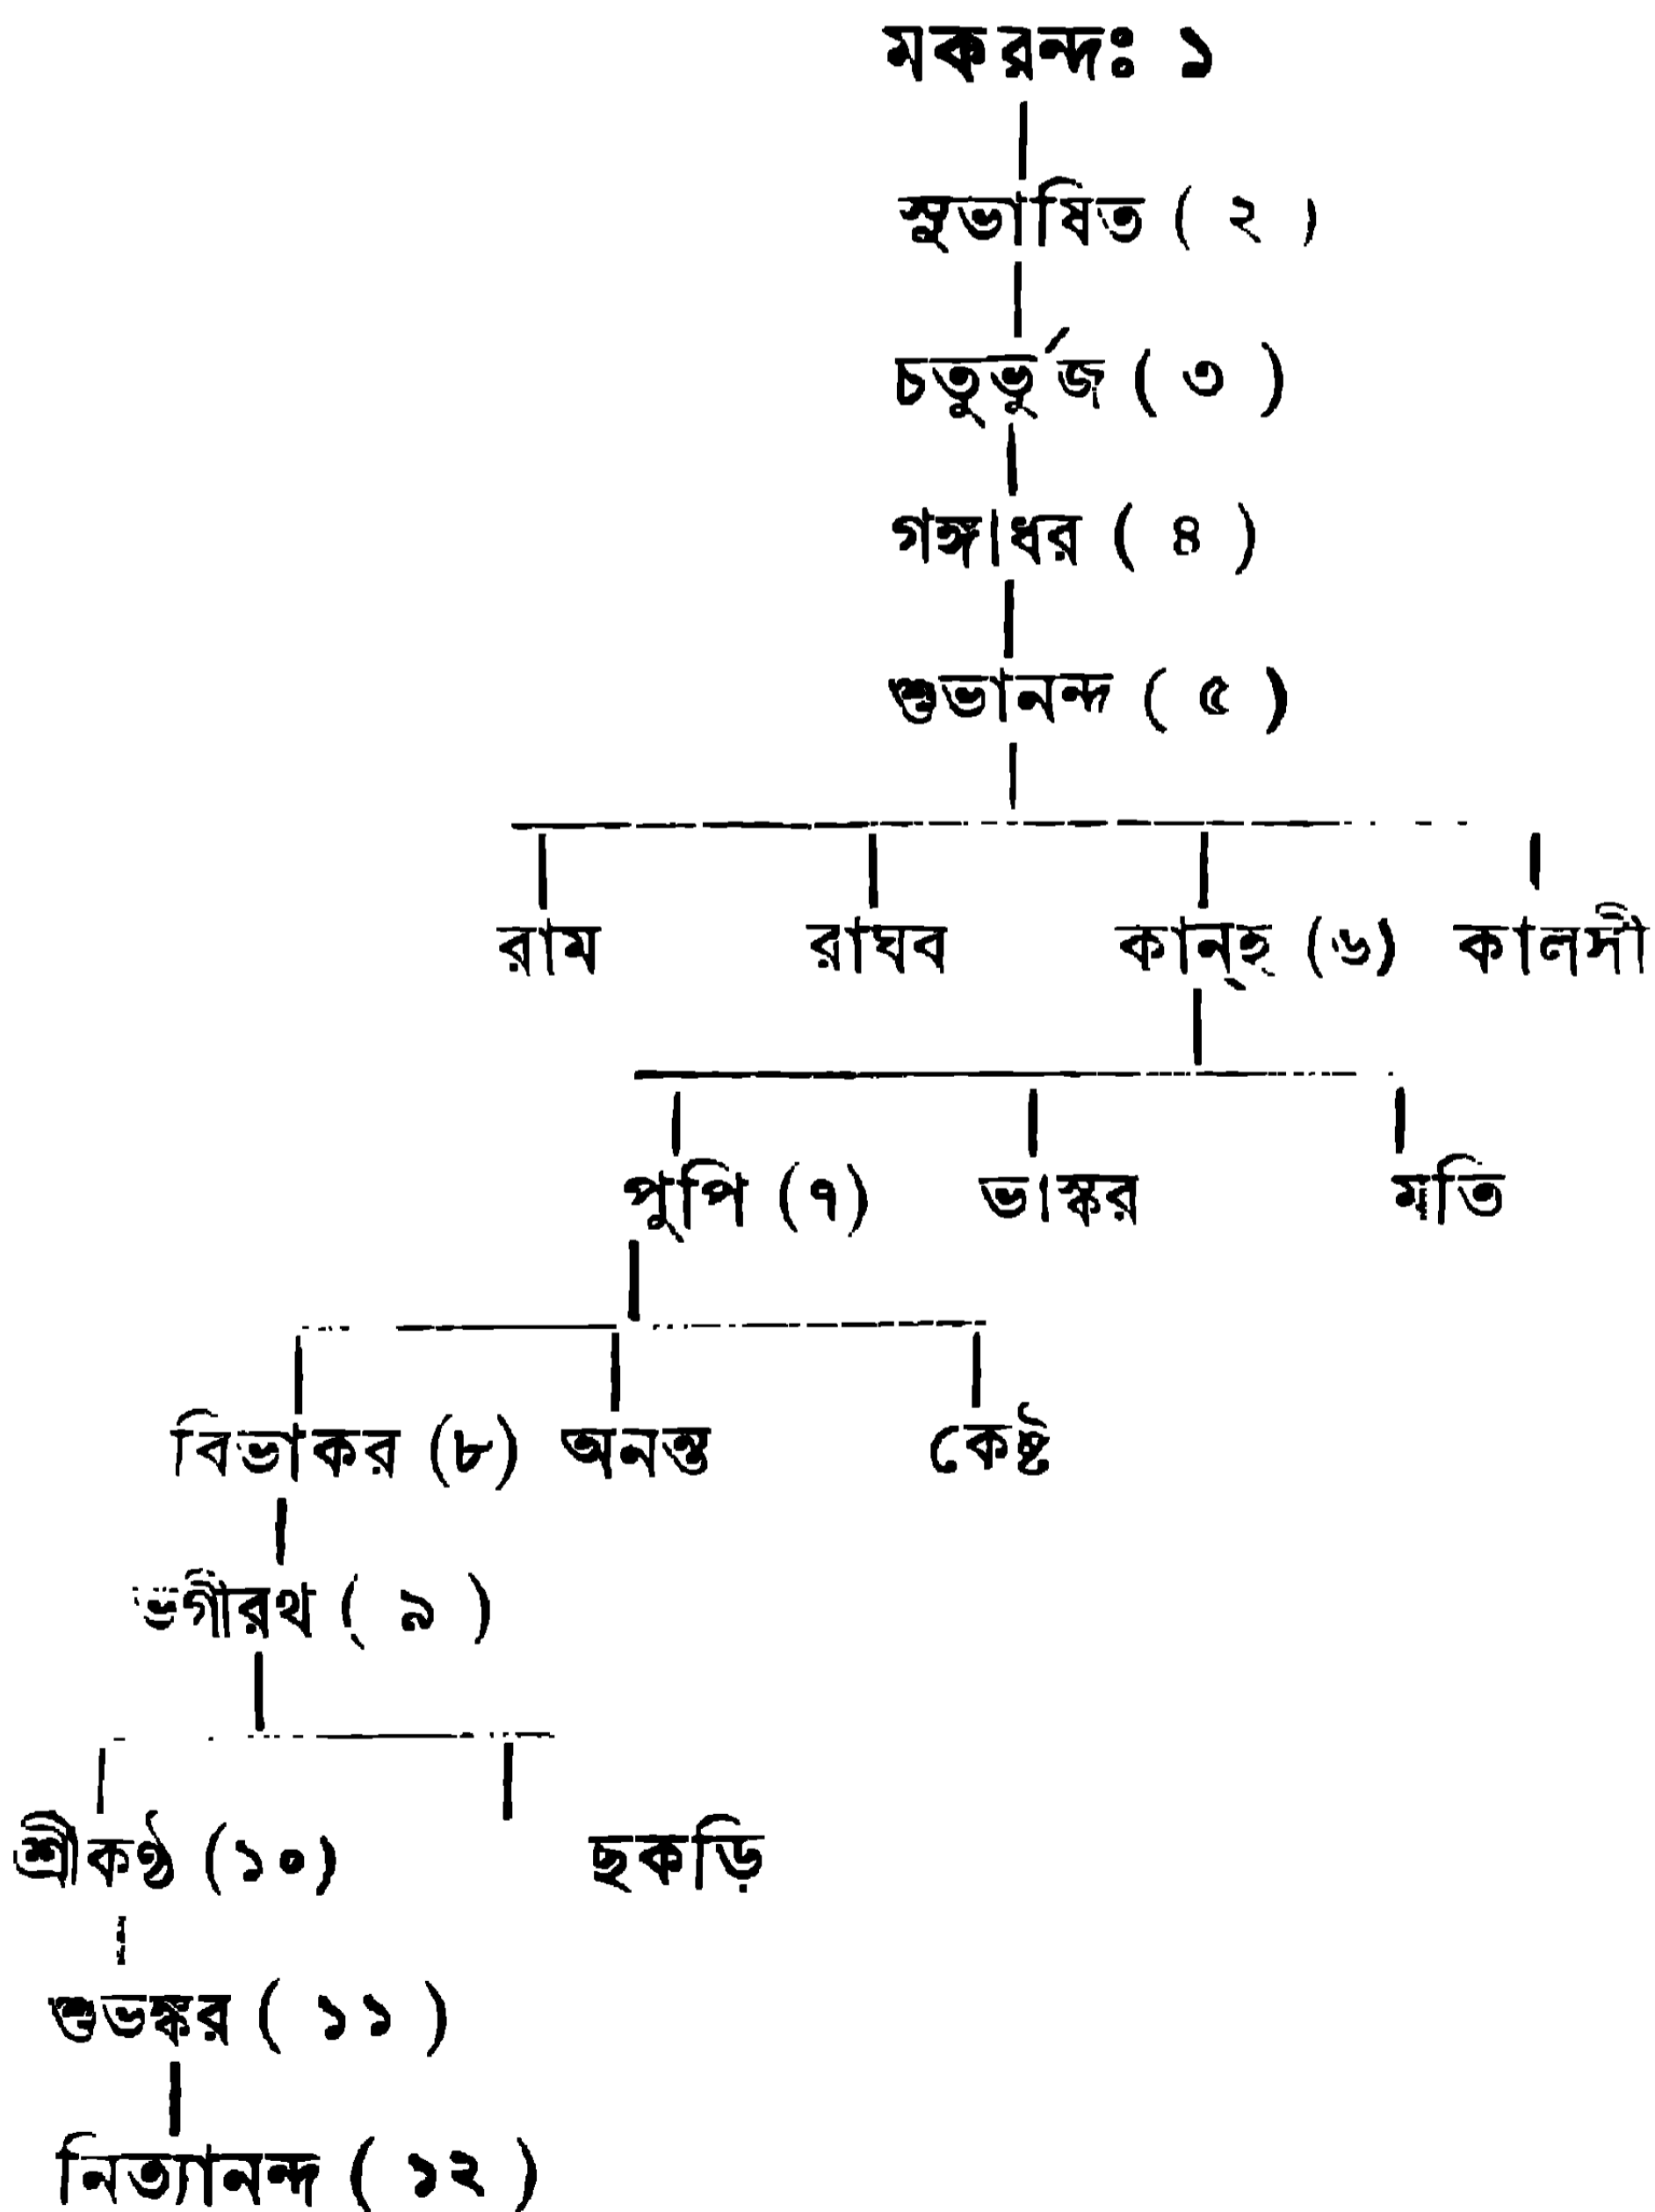 মকরন্দঃ ১
সুভাষিত ( ২ )
চতুর্ভুজ ( ৩ )
গঙ্গাধর ( ৪ )
শুভানন্দ ( ৫ )
রাম রাঘব কান্হু (৬) কালসী
পুপি (৭) ভাস্কর মতি
বিভাকর (৮) অনন্ত কেষ্ট
ভগীরথ ( ৯ )
শ্রীকণ্ঠ (১০) ছকড়ি
শুভঙ্কর ( ১১ )
নিত্যানন্দ ( ১২ )